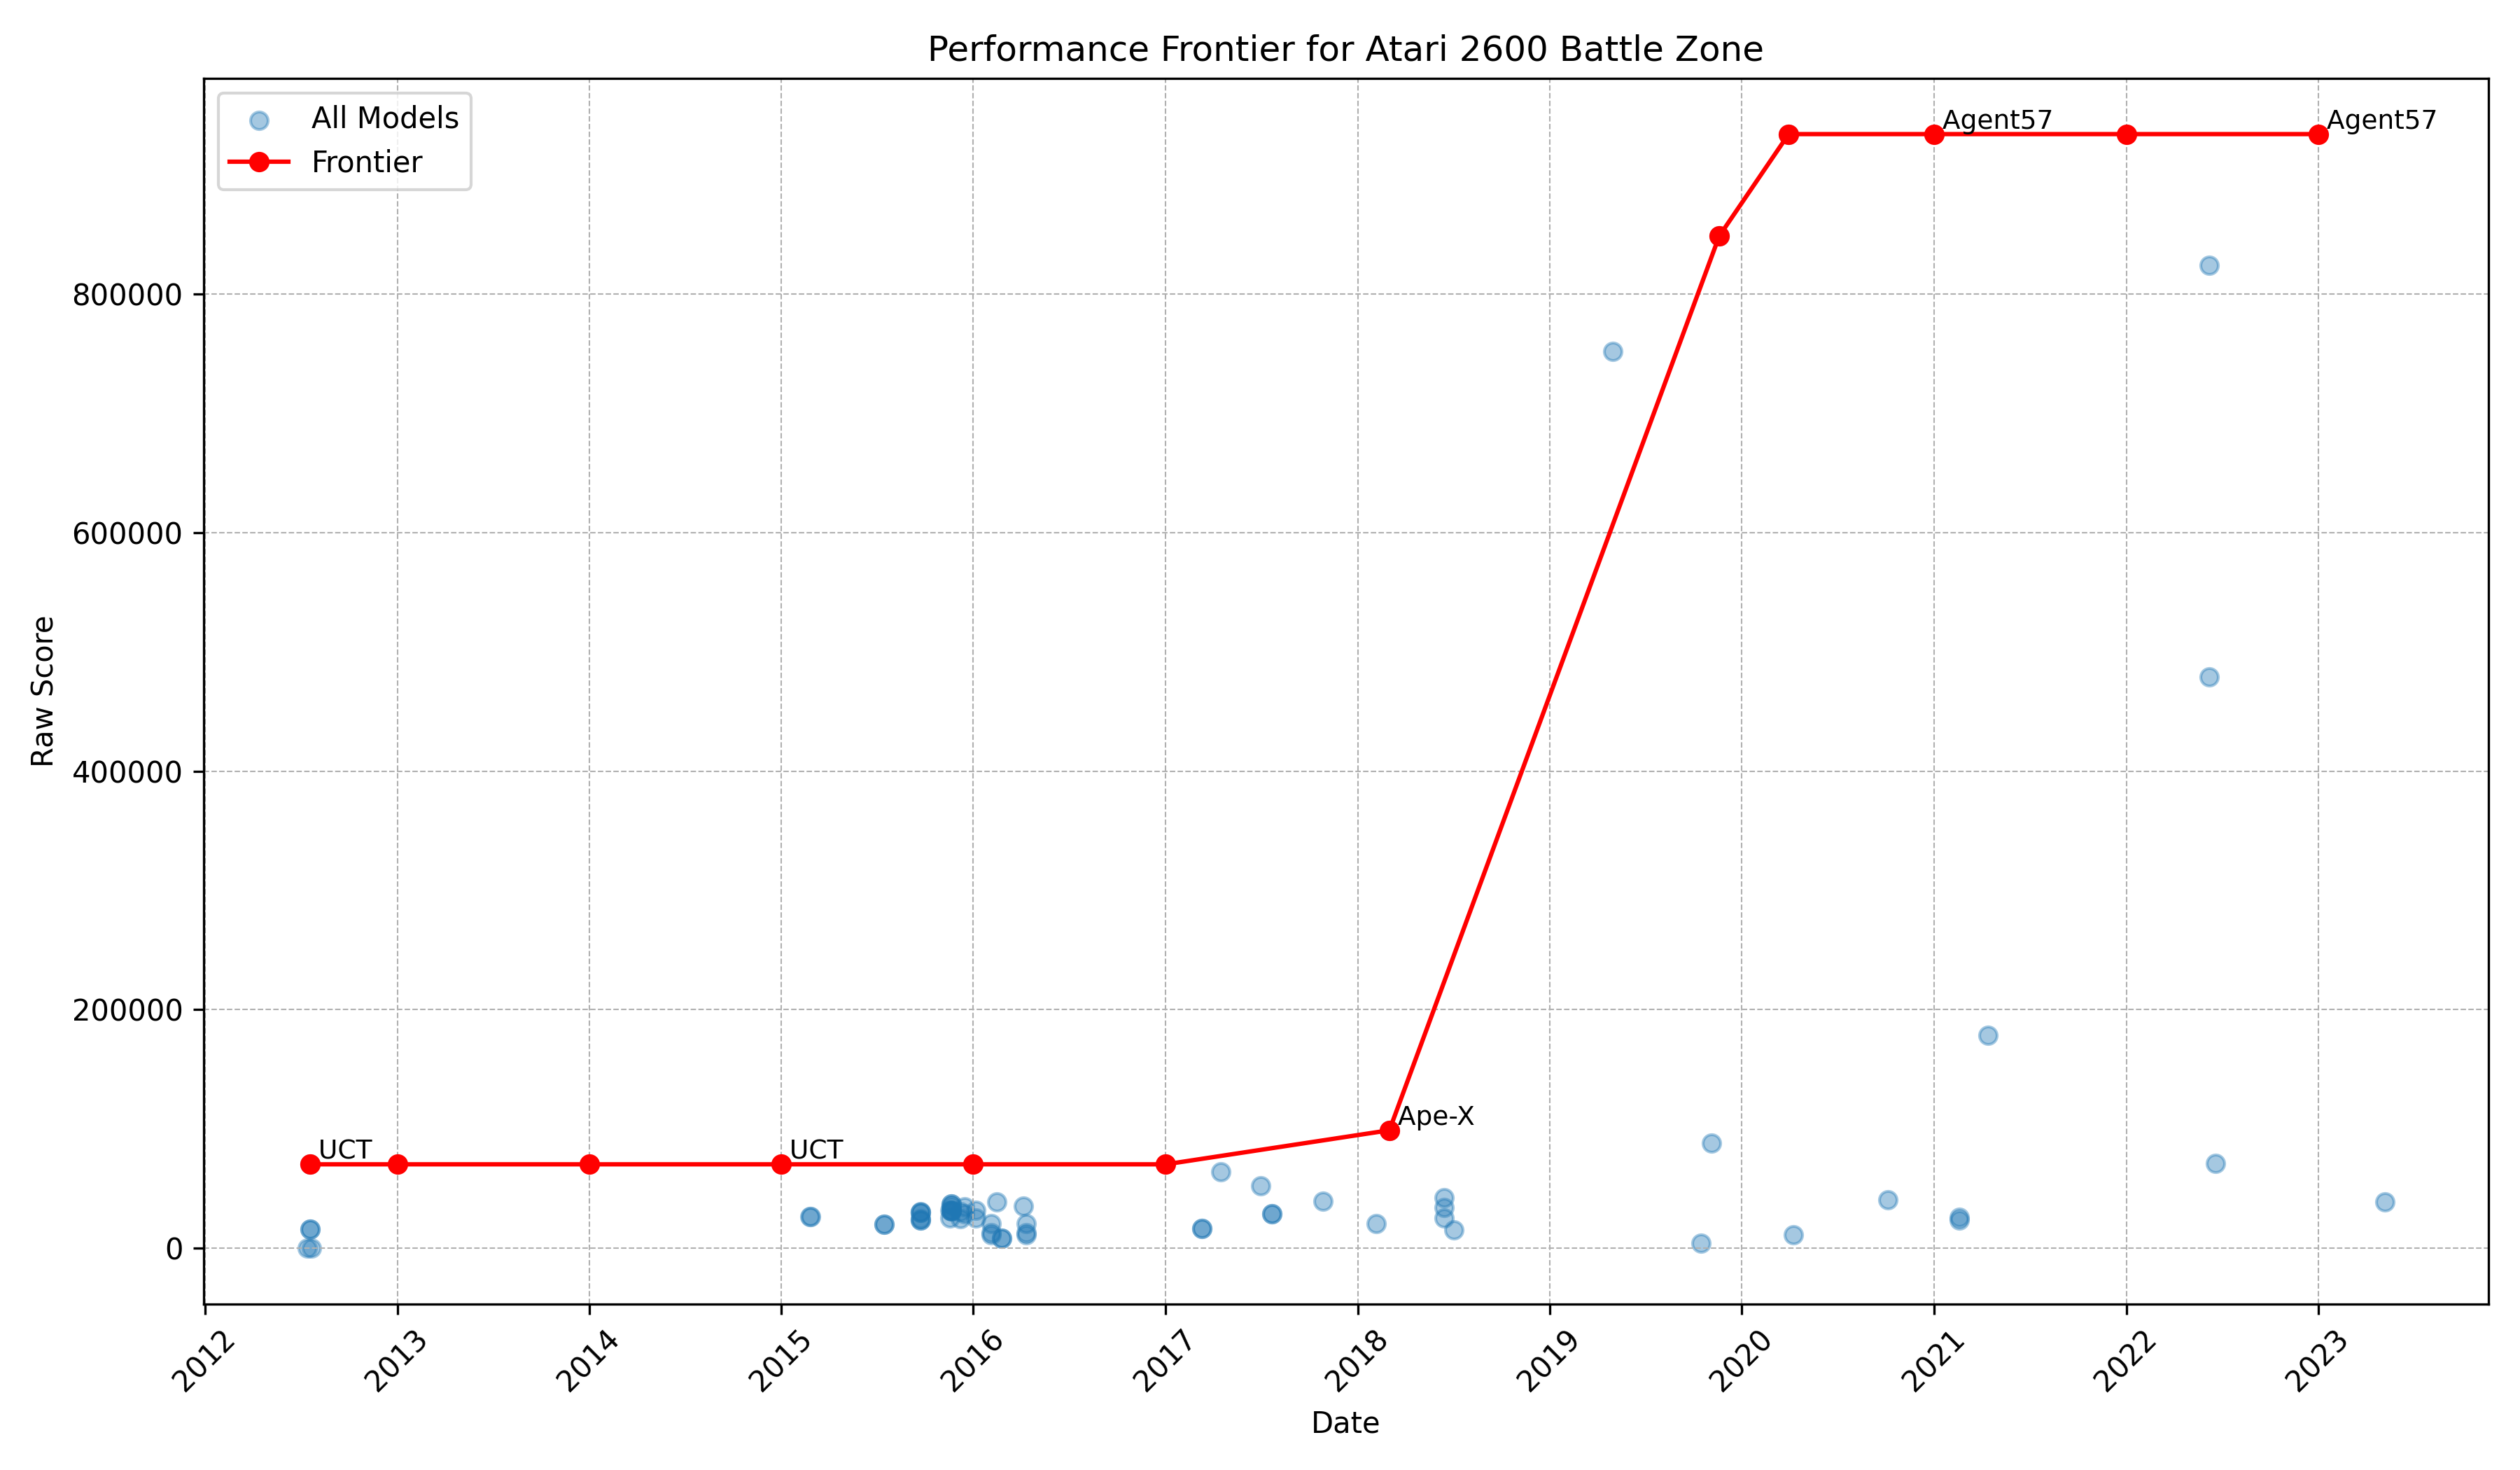 Performance Frontier for Atari 2600 Battle Zone
All Models
Frontier
Agent57
Agent57
800000
600000
400000
200000
0
Raw Score
Ape-X
UCT
UCT
2012
2013
2014
2015
2016
2017
2018
2019
2020
2021
2022
2023
Date